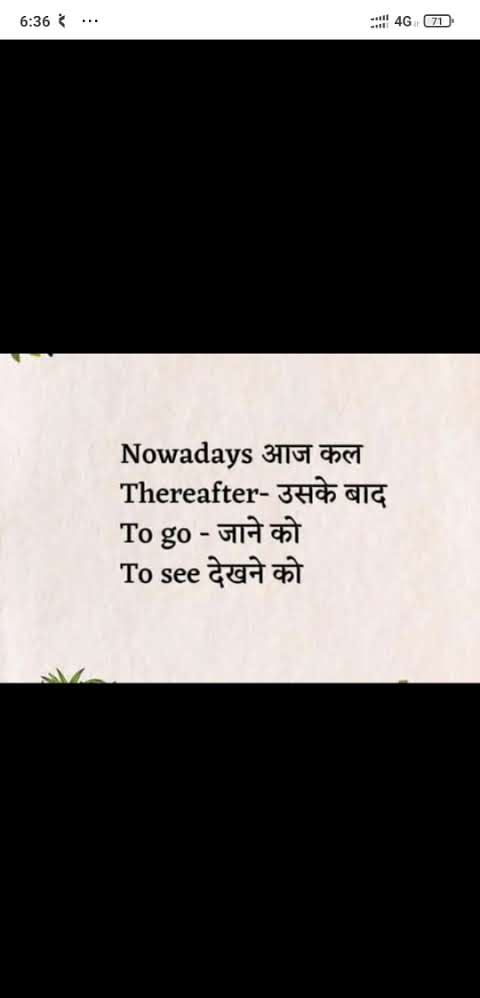 6:36 ...
4G 71
Nowadays आज कल
Thereafter- उसके बाद
To go - जाने को
To see देखने को